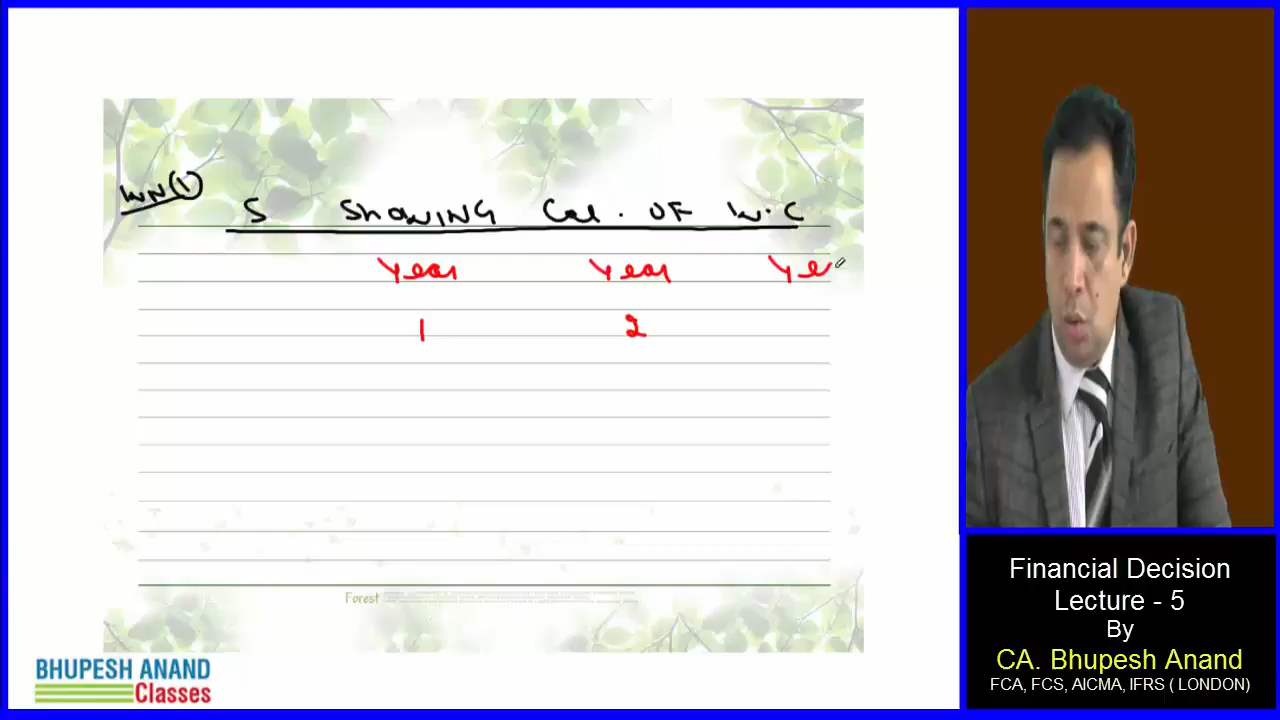 WN (1)
S SHOWING Cal. OF W.C
Year Year Yea
1 2
Forest
BHUPESH ANAND
Classes
Financial Decision
Lecture - 5
By
CA. Bhupesh Anand
FCA, FCS, AICMA, IFRS ( LONDON)